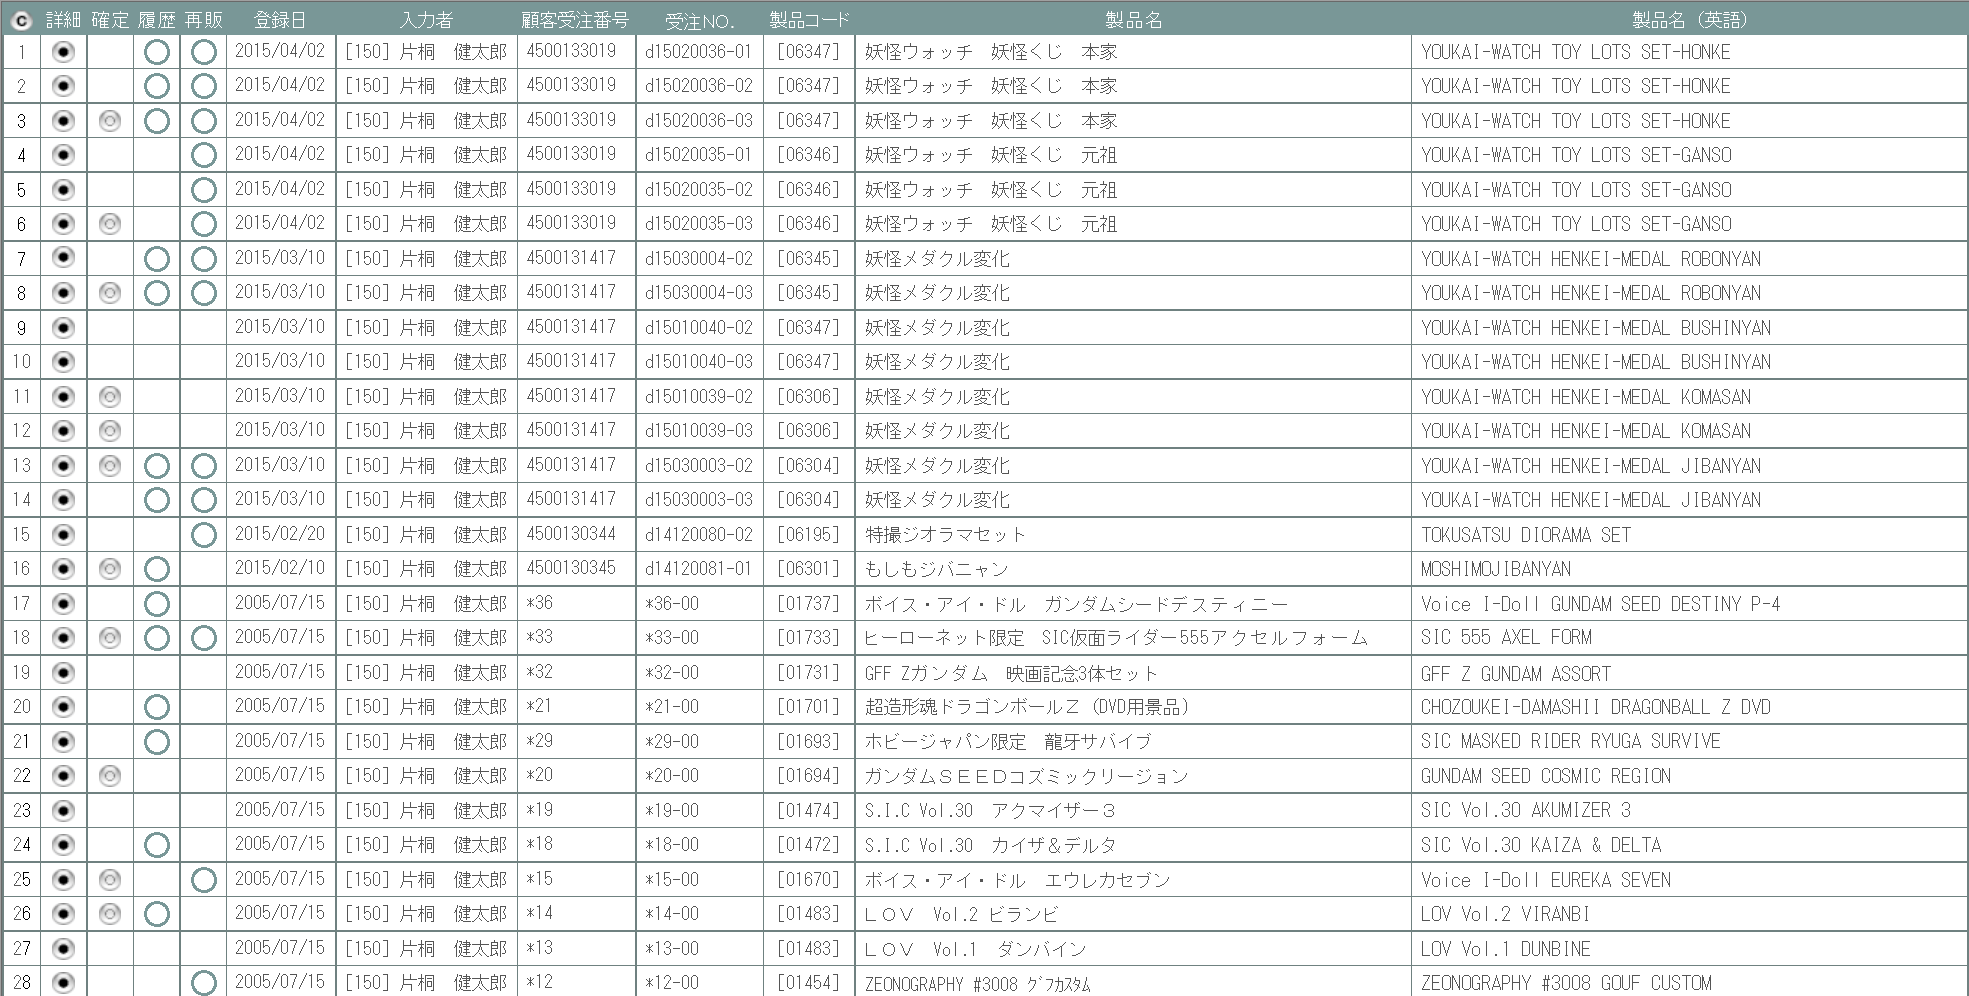 C 詳細 確定 履歴 再販 登録日 入力者 顧客受注番号 受注NO. 製品コード 製品名 製品名（英語）
1 2015/04/02 [150] 片桐　健太郎 4500133019 d15020036-01 [06347] 妖怪ウォッチ　妖怪くじ　本家 YOUKAI-WATCH TOY LOTS SET-HONKE
2 2015/04/02 [150] 片桐　健太郎 4500133019 d15020036-02 [06347] 妖怪ウォッチ　妖怪くじ　本家 YOUKAI-WATCH TOY LOTS SET-HONKE
3 2015/04/02 [150] 片桐　健太郎 4500133019 d15020036-03 [06347] 妖怪ウォッチ　妖怪くじ　本家 YOUKAI-WATCH TOY LOTS SET-HONKE
4 2015/04/02 [150] 片桐　健太郎 4500133019 d15020035-01 [06346] 妖怪ウォッチ　妖怪くじ　元祖 YOUKAI-WATCH TOY LOTS SET-GANSO
5 2015/04/02 [150] 片桐　健太郎 4500133019 d15020035-02 [06346] 妖怪ウォッチ　妖怪くじ　元祖 YOUKAI-WATCH TOY LOTS SET-GANSO
6 2015/04/02 [150] 片桐　健太郎 4500133019 d15020035-03 [06346] 妖怪ウォッチ　妖怪くじ　元祖 YOUKAI-WATCH TOY LOTS SET-GANSO
7 2015/03/10 [150] 片桐　健太郎 4500131417 d15030004-02 [06345] 妖怪メダクル変化 YOUKAI-WATCH HENKEI-MEDAL ROBONYAN
8 2015/03/10 [150] 片桐　健太郎 4500131417 d15030004-03 [06345] 妖怪メダクル変化 YOUKAI-WATCH HENKEI-MEDAL ROBONYAN
9 2015/03/10 [150] 片桐　健太郎 4500131417 d15010040-02 [06347] 妖怪メダクル変化 YOUKAI-WATCH HENKEI-MEDAL BUSHINYAN
10 2015/03/10 [150] 片桐　健太郎 4500131417 d15010040-03 [06347] 妖怪メダクル変化 YOUKAI-WATCH HENKEI-MEDAL BUSHINYAN
11 2015/03/10 [150] 片桐　健太郎 4500131417 d15010039-02 [06306] 妖怪メダクル変化 YOUKAI-WATCH HENKEI-MEDAL KOMASAN
12 2015/03/10 [150] 片桐　健太郎 4500131417 d15010039-03 [06306] 妖怪メダクル変化 YOUKAI-WATCH HENKEI-MEDAL KOMASAN
13 2015/03/10 [150] 片桐　健太郎 4500131417 d15030003-02 [06304] 妖怪メダクル変化 YOUKAI-WATCH HENKEI-MEDAL JIBANYAN
14 2015/03/10 [150] 片桐　健太郎 4500131417 d15030003-03 [06304] 妖怪メダクル変化 YOUKAI-WATCH HENKEI-MEDAL JIBANYAN
15 2015/02/20 [150] 片桐　健太郎 4500130344 d14120080-02 [06195] 特撮ジオラマセット TOKUSATSU DIORAMA SET
16 2015/02/10 [150] 片桐　健太郎 4500130345 d14120081-01 [06301] もしもジバニャン MOSHIMOJIBANYAN
17 2005/07/15 [150] 片桐　健太郎 *36 *36-00 [01737] ボイス・アイ・ドル　ガンダムシードデスティニー Voice I-Doll GUNDAM SEED DESTINY P-4
18 2005/07/15 [150] 片桐　健太郎 *33 *33-00 [01733] ヒーローネット限定　SIC仮面ライダー555アクセルフォーム SIC 555 AXEL FORM
19 2005/07/15 [150] 片桐　健太郎 *32 *32-00 [01731] GFF Zガンダム　映画記念3体セット GFF Z GUNDAM ASSORT
20 2005/07/15 [150] 片桐　健太郎 *21 *21-00 [01701] 超造形魂ドラゴンボールＺ（DVD用景品） CHOZOUKEI-DAMASHII DRAGONBALL Z DVD
21 2005/07/15 [150] 片桐　健太郎 *29 *29-00 [01693] ホビージャパン限定　龍牙サバイブ SIC MASKED RIDER RYUGA SURVIVE
22 2005/07/15 [150] 片桐　健太郎 *20 *20-00 [01694] ガンダムＳＥＥＤコズミックリージョン GUNDAM SEED COSMIC REGION
23 2005/07/15 [150] 片桐　健太郎 *19 *19-00 [01474] S.I.C Vol.30　アクマイザー３ SIC Vol.30 AKUMIZER 3
24 2005/07/15 [150] 片桐　健太郎 *18 *18-00 [01472] S.I.C Vol.30　カイザ＆デルタ SIC Vol.30 KAIZA & DELTA
25 2005/07/15 [150] 片桐　健太郎 *15 *15-00 [01670] ボイス・アイ・ドル　エウレカセブン Voice I-Doll EUREKA SEVEN
26 2005/07/15 [150] 片桐　健太郎 *14 *14-00 [01483] ＬＯＶ　Vol.2 ビランビ LOV Vol.2 VIRANBI
27 2005/07/15 [150] 片桐　健太郎 *13 *13-00 [01483] ＬＯＶ　Vol.1　ダンバイン LOV Vol.1 DUNBINE
28 2005/07/15 [150] 片桐　健太郎 *12 *12-00 [01454] ZEONOGRAPHY #3008 ｸﾞﾌｶｽﾀﾑ ZEONOGRAPHY #3008 GOUF CUSTOM